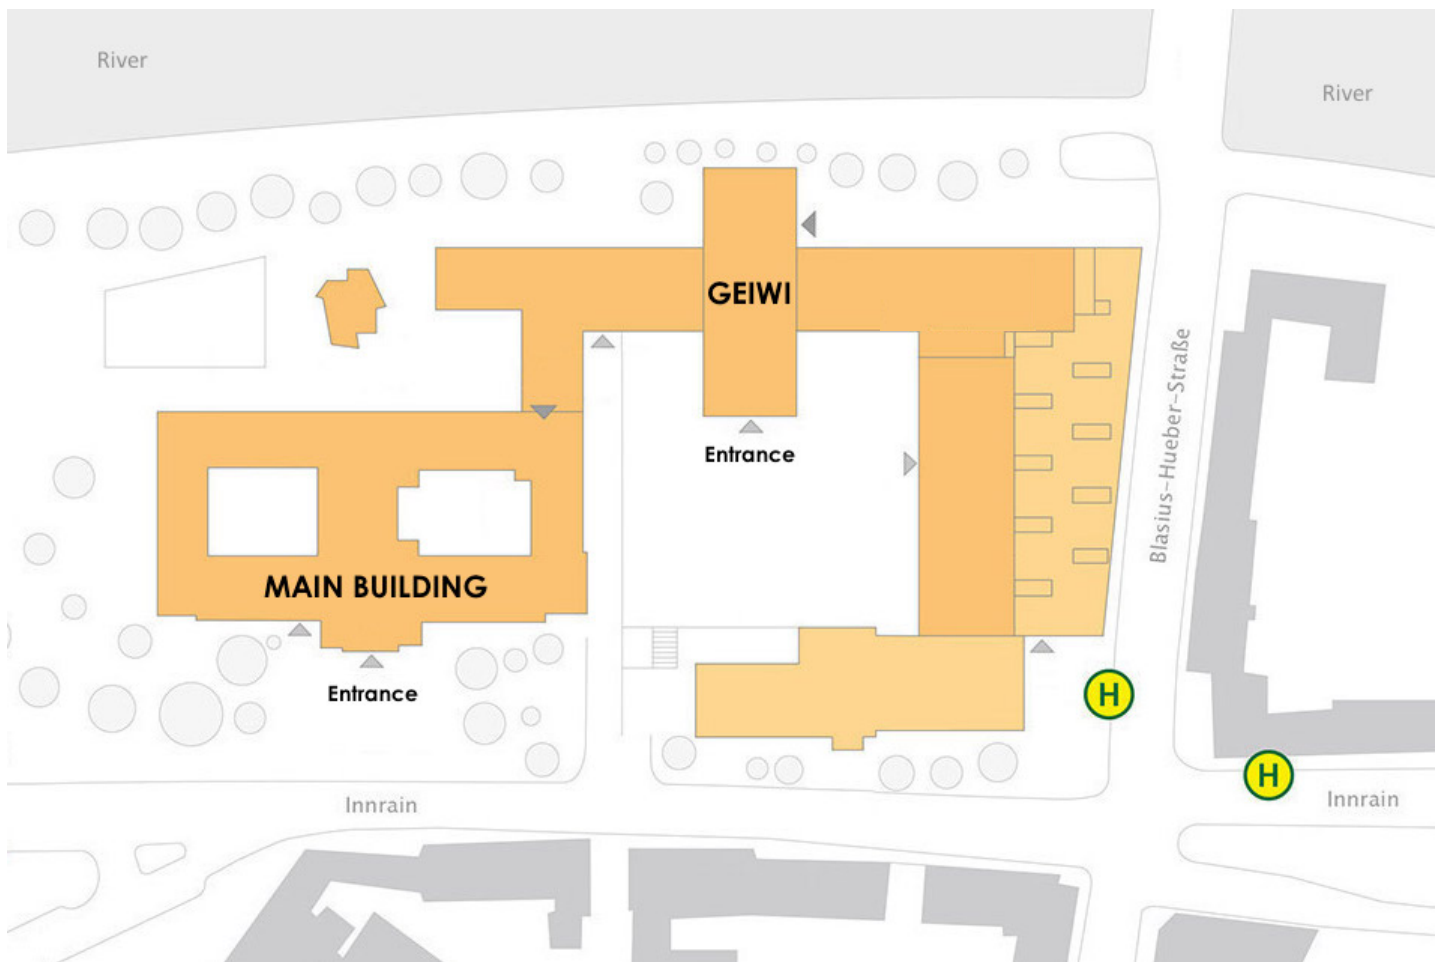 River
River
GEIWI
Entrance
Blasius-Hueber-Straße
MAIN BUILDING
Entrance
H
H
Innrain
Innrain